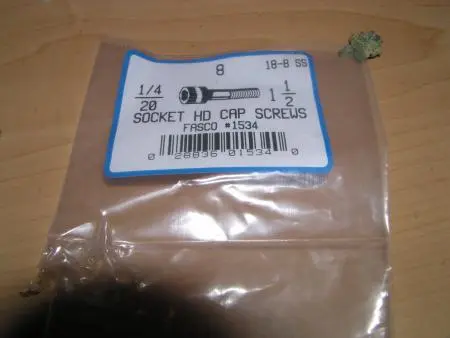 8 18-8 SS
1/4 20 1 1/2
SOCKET HD CAP SCREWS
FASCO #1534
0 28836 01534 0